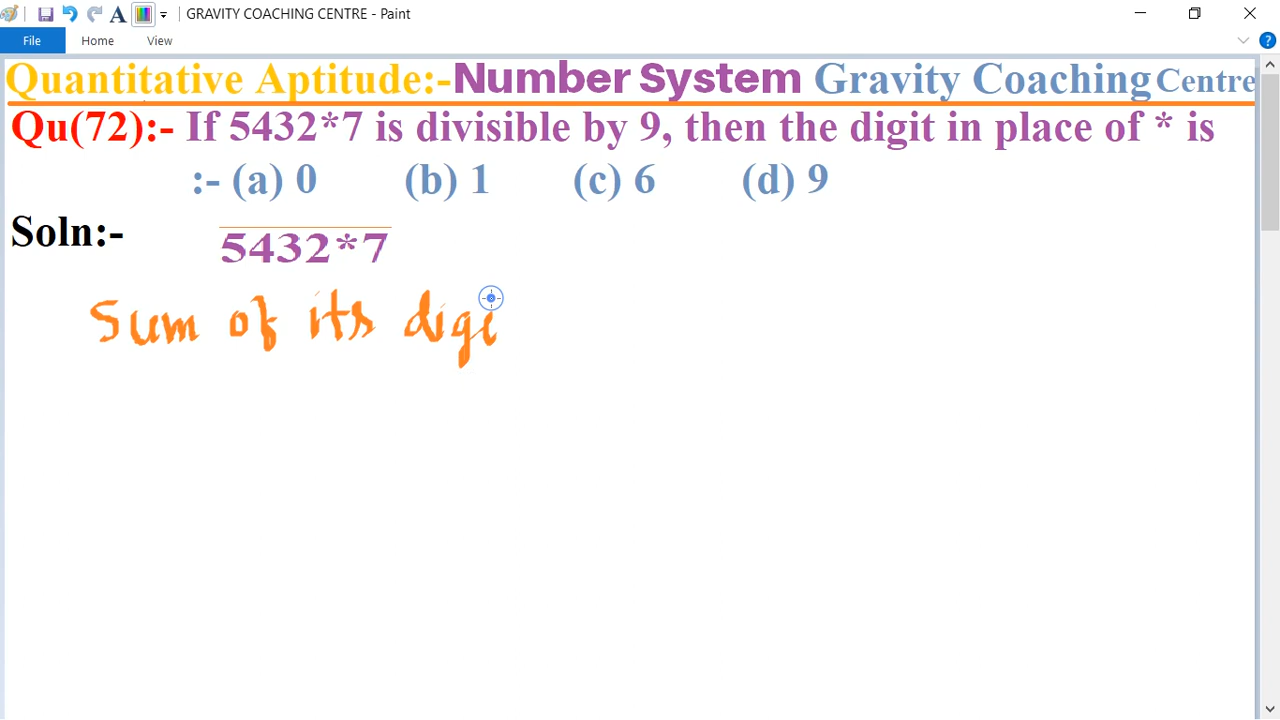 GRAVITY COACHING CENTRE - Paint
File Home View
Quantitative Aptitude:-Number System Gravity Coaching Centre
Qu(72):- If 5432*7 is divisible by 9, then the digit in place of * is
:- (a) 0 (b) 1 (c) 6 (d) 9
Soln:- 5432*7
Sum of its digi